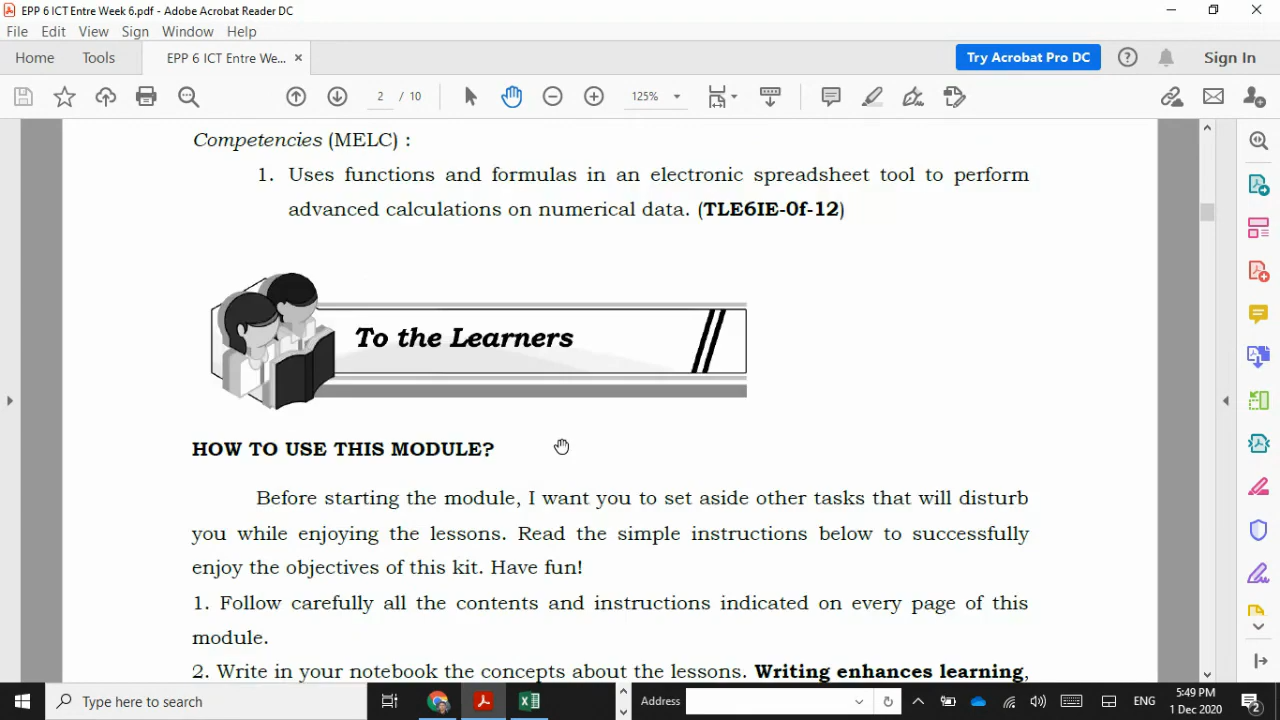 EPP 6 ICT Entre Week 6.pdf - Adobe Acrobat Reader DC
File Edit View Sign Window Help
Home Tools EPP 6 ICT Entre We... Try Acrobat Pro DC Sign In
2 / 10 125%
Competencies (MELC) :
1. Uses functions and formulas in an electronic spreadsheet tool to perform
advanced calculations on numerical data. (TLE6IE-0f-12)
To the Learners
HOW TO USE THIS MODULE?
Before starting the module, I want you to set aside other tasks that will disturb
you while enjoying the lessons. Read the simple instructions below to successfully
enjoy the objectives of this kit. Have fun!
1. Follow carefully all the contents and instructions indicated on every page of this
module.
2. Write in your notebook the concepts about the lessons. Writing enhances learning,
Type here to search Address ENG 5:49 PM
1 Dec 2020 2